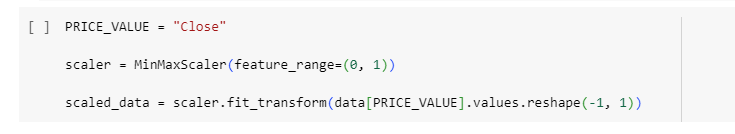 [ ] PRICE_VALUE = "Close"
scaler = MinMaxScaler(feature_range=(0, 1))
scaled_data = scaler.fit_transform(data[PRICE_VALUE].values.reshape(-1, 1))